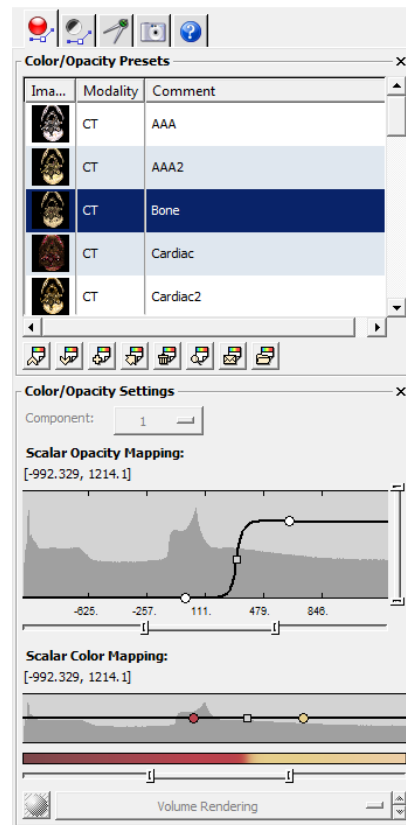 Color/Opacity Presets
Ima... Modality Comment
CT AAA
CT AAA2
CT Bone
CT Cardiac
CT Cardiac2
Color/Opacity Settings
Component: 1
Scalar Opacity Mapping:
[-992.329, 1214.1]
-625. -257. 111. 479. 846.
Scalar Color Mapping:
[-992.329, 1214.1]
Volume Rendering